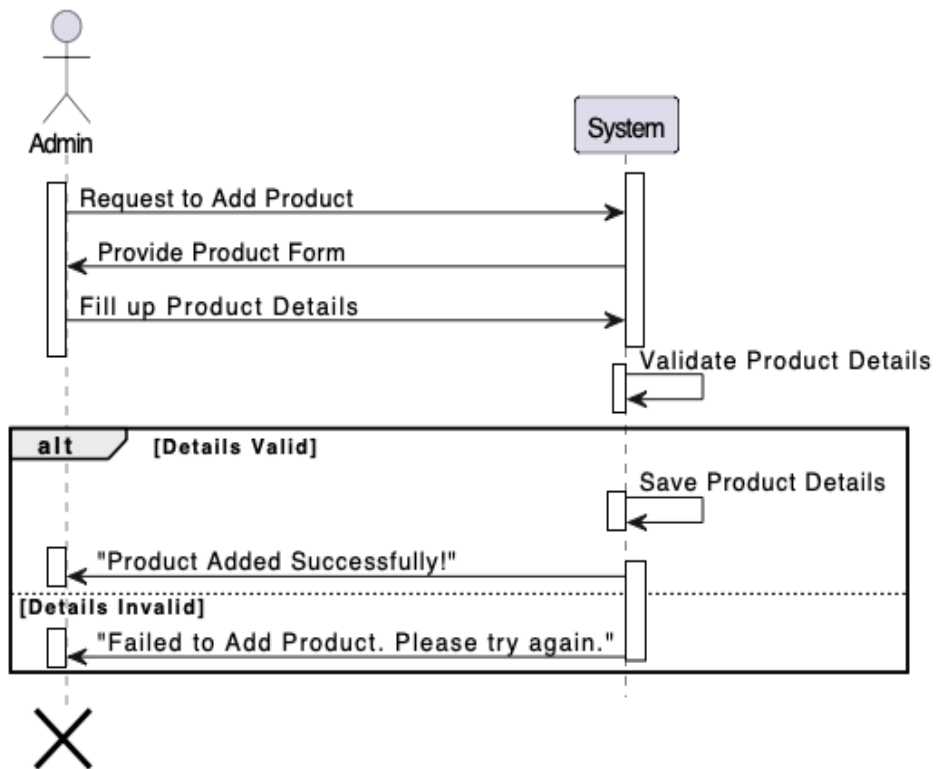 Admin
System
Request to Add Product
Provide Product Form
Fill up Product Details
Validate Product Details
alt [Details Valid]
Save Product Details
"Product Added Successfully!"
[Details Invalid]
"Failed to Add Product. Please try again."